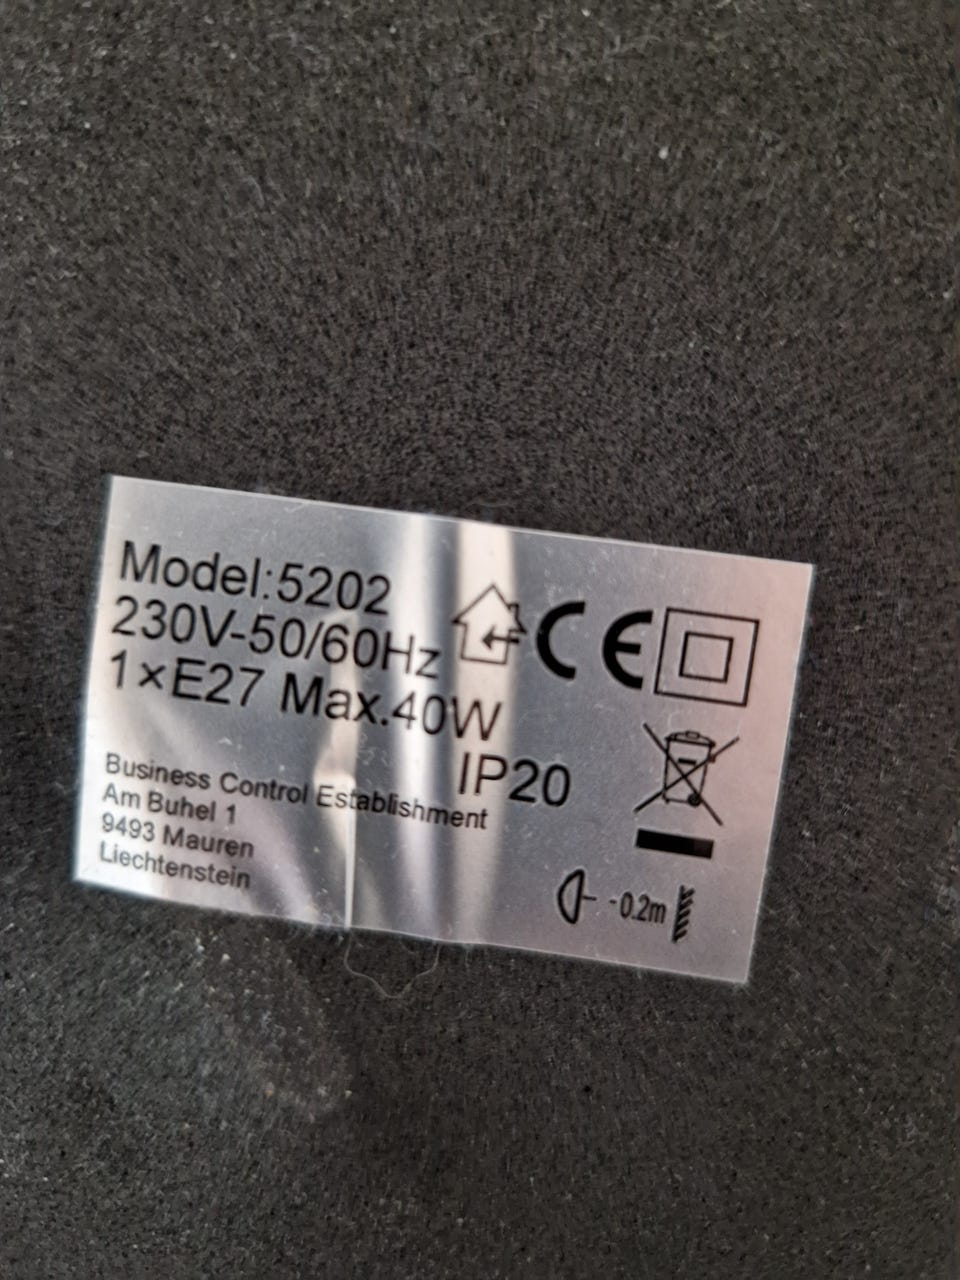 Model:5202
230V-50/60Hz
1×E27 Max.40W
CE
IP20
Business Control Establishment
Am Buhel 1
9493 Mauren
Liechtenstein
-0.2m